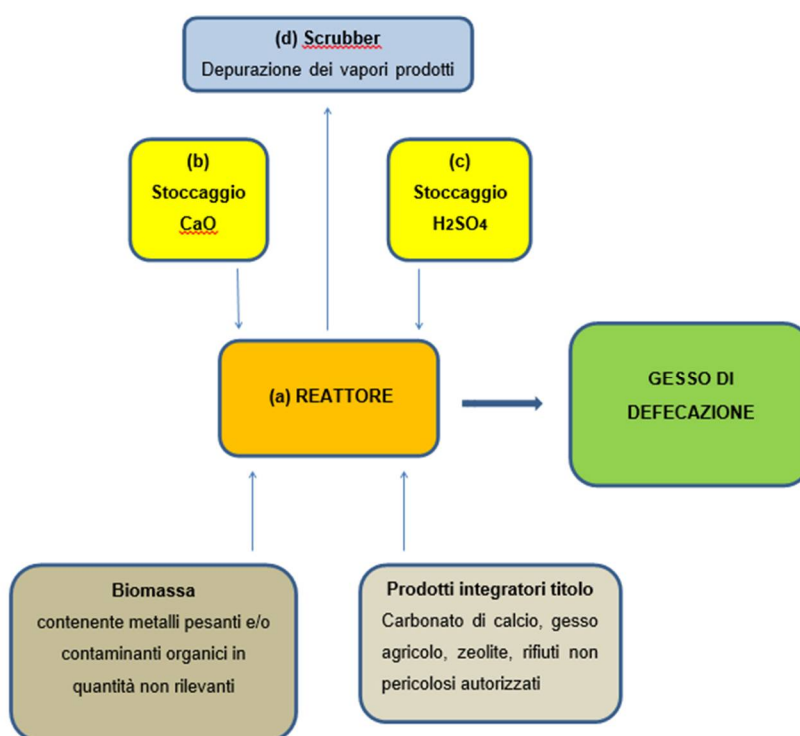 (d) Scrubber
Depurazione dei vapori prodotti
(b)
Stoccaggio
CaO
(c)
Stoccaggio
H2SO4
(a) REATTORE
GESSO DI
DEFECAZIONE
Biomassa
contenente metalli pesanti e/o
contaminanti organici in
quantità non rilevanti
Prodotti integratori titolo
Carbonato di calcio, gesso
agricolo, zeolite, rifiuti non
pericolosi autorizzati